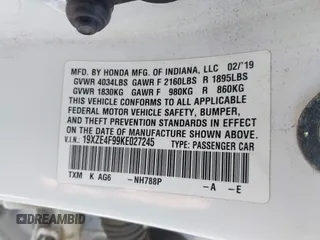 MFD. BY HONDA MFG. OF INDIANA, LLC 02/'19
GVWR 4034LBS GAWR F 2160LBS R 1895LBS
GVWR 1830KG GAWR F 980KG R 860KG
THIS VEHICLE CONFORMS TO ALL APPLICABLE
FEDERAL MOTOR VEHICLE SAFETY, BUMPER,
AND THEFT PREVENTION STANDARDS IN EFFECT
ON THE DATE OF MANUFACTURE SHOWN ABOVE.
V.I.N: 19XZE4F99KE027245 TYPE: PASSENGER CAR
TXM K AG6 -NH788P -A -E
AUTOBIDMASTER